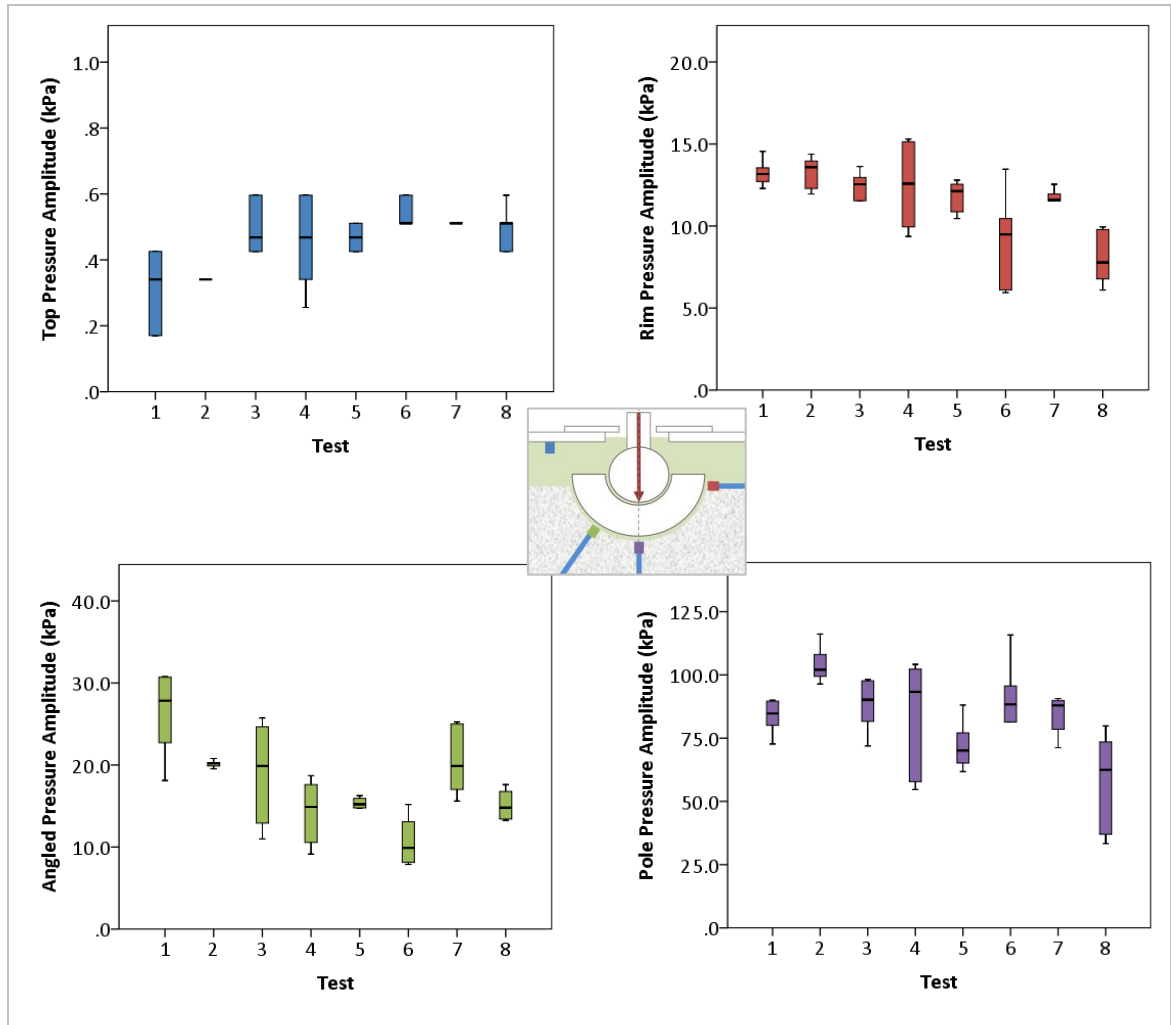 Top Pressure Amplitude (kPa)
1.0
.8
.6
.4
.2
.0
1 2 3 4 5 6 7 8
Test
Rim Pressure Amplitude (kPa)
20.0
15.0
10.0
5.0
.0
1 2 3 4 5 6 7 8
Test
Angled Pressure Amplitude (kPa)
40.0
30.0
20.0
10.0
.0
1 2 3 4 5 6 7 8
Test
Pole Pressure Amplitude (kPa)
125.0
100.0
75.0
50.0
25.0
.0
1 2 3 4 5 6 7 8
Test